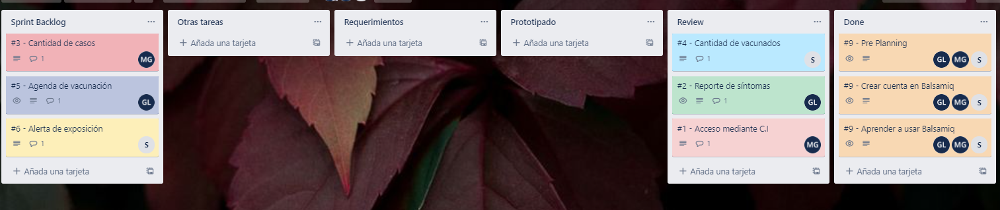 Sprint Backlog
#3 - Cantidad de casos
1
MG
#5 - Agenda de vacunación
1
GL
#6 - Alerta de exposición
1
S
Añada una tarjeta
Otras tareas
Añada una tarjeta
Requerimientos
Añada una tarjeta
Prototipado
Añada una tarjeta
Review
#4 - Cantidad de vacunados
1
S
#2 - Reporte de síntomas
1
GL
#1 - Acceso mediante C.I
1
MG
Añada una tarjeta
Done
#9 - Pre Planning
GL MG S
#9 - Crear cuenta en Balsamiq
GL MG S
#9 - Aprender a usar Balsamiq
GL MG S
Añada una tarjeta